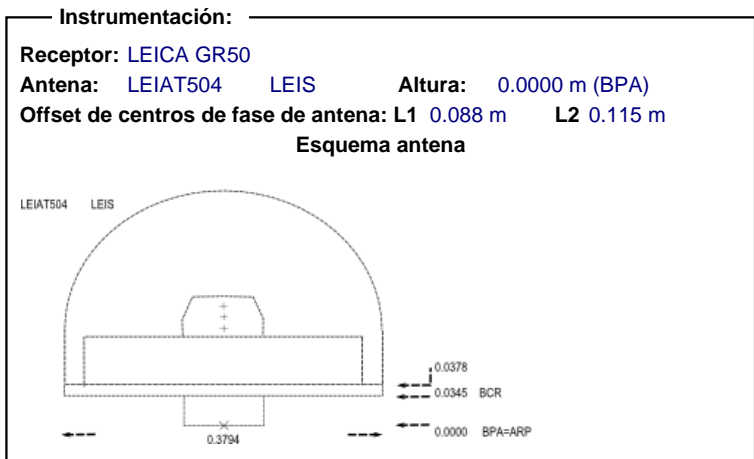 Instrumentación:
Receptor: LEICA GR50
Antena: LEIAT504 LEIS Altura: 0.0000 m (BPA)
Offset de centros de fase de antena: L1 0.088 m L2 0.115 m
Esquema antena
LEIAT504 LEIS
0.0378
0.0345 BCR
0.0000 BPA=ARP
0.3794